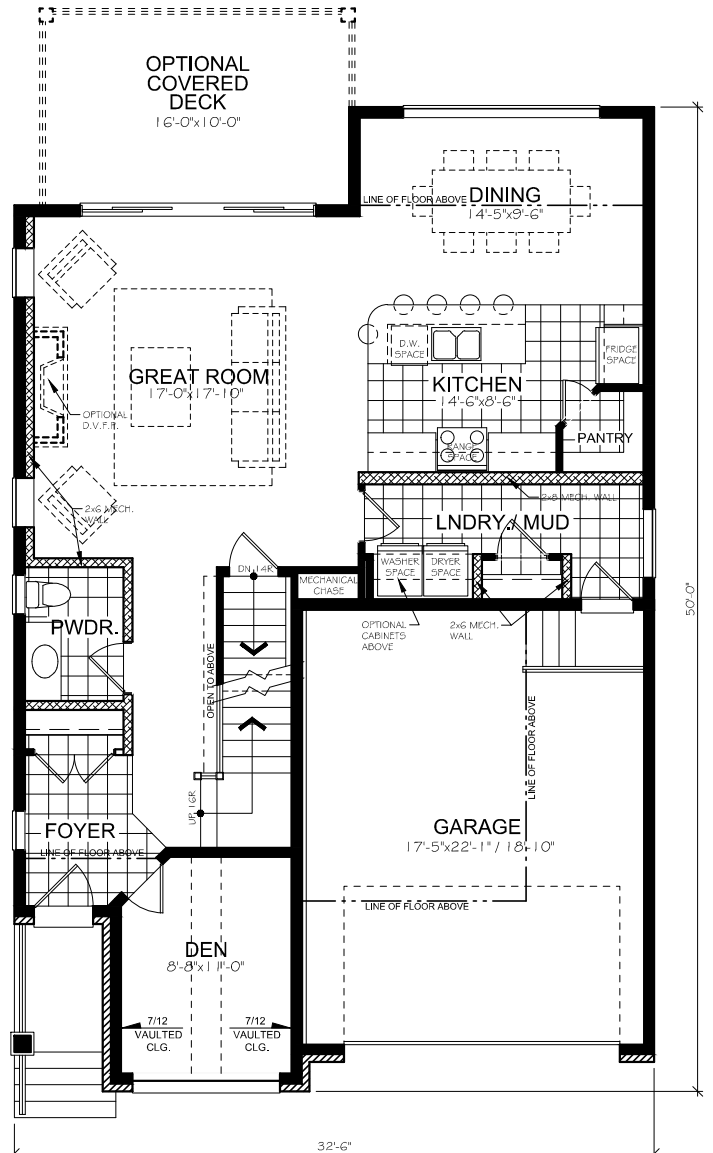 OPTIONAL
COVERED
DECK
16'-0"x10'-0"
LINE OF FLOOR ABOVE
DINING
14'-5"x9'-6"
D.W.
SPACE
FRIDGE
SPACE
GREAT ROOM
17'-0"x17'-10"
KITCHEN
14'-6"x8'-6"
OPTIONAL
D.V.F.P.
RANGE
SPACE
PANTRY
2x6 MECH.
WALL
2x8 MECH. WALL
LNDRY./ MUD
WASHER
SPACE
DRYER
SPACE
DN 14R
MECHANICAL
CHASE
PWDR.
OPTIONAL
CABINETS
ABOVE
2x6 MECH.
WALL
50'-0"
OPEN TO ABOVE
LINE OF FLOOR ABOVE
UP 16R
FOYER
LINE OF FLOOR ABOVE
GARAGE
17'-5"x22'-1" / 18'-10"
LINE OF FLOOR ABOVE
DEN
8'-8"x11'-0"
7/12
VAULTED
CLG.
7/12
VAULTED
CLG.
32'-6"